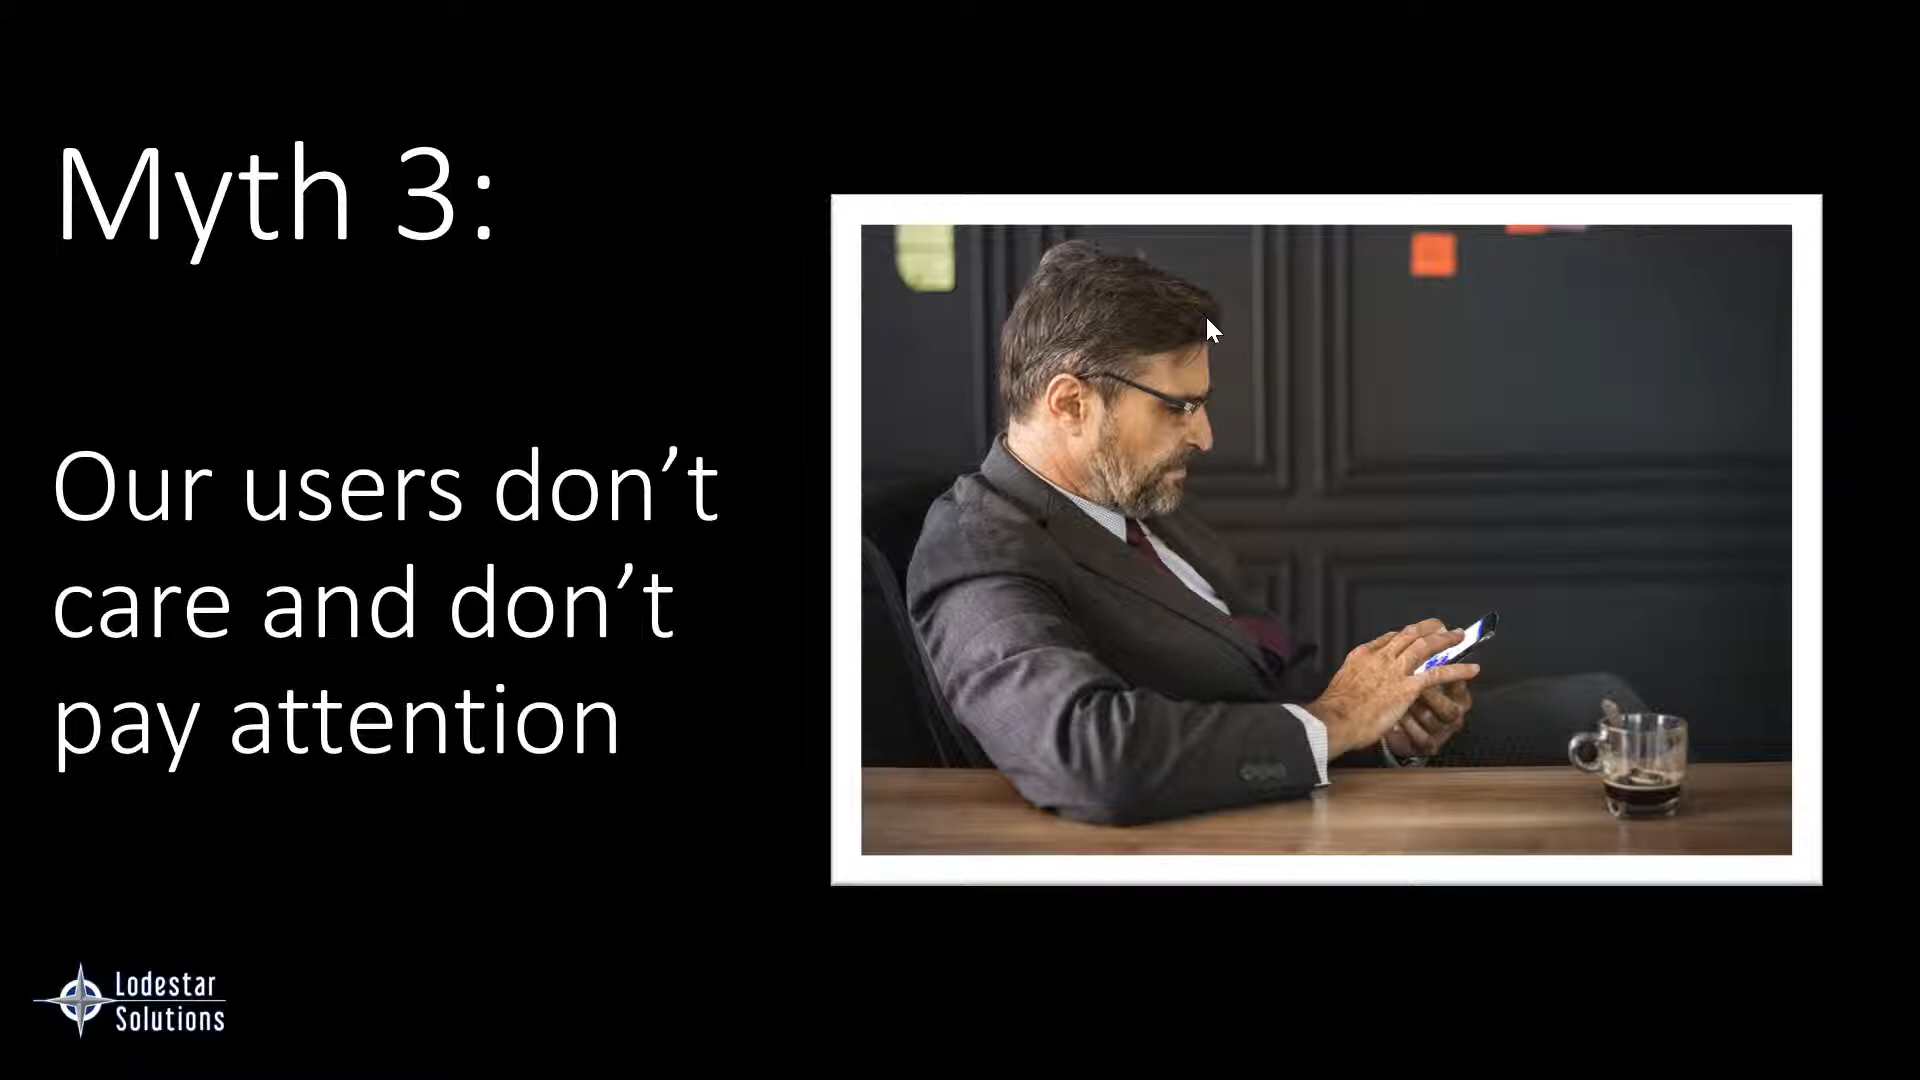 Myth 3:
Our users don’t
care and don’t
pay attention
Lodestar
Solutions